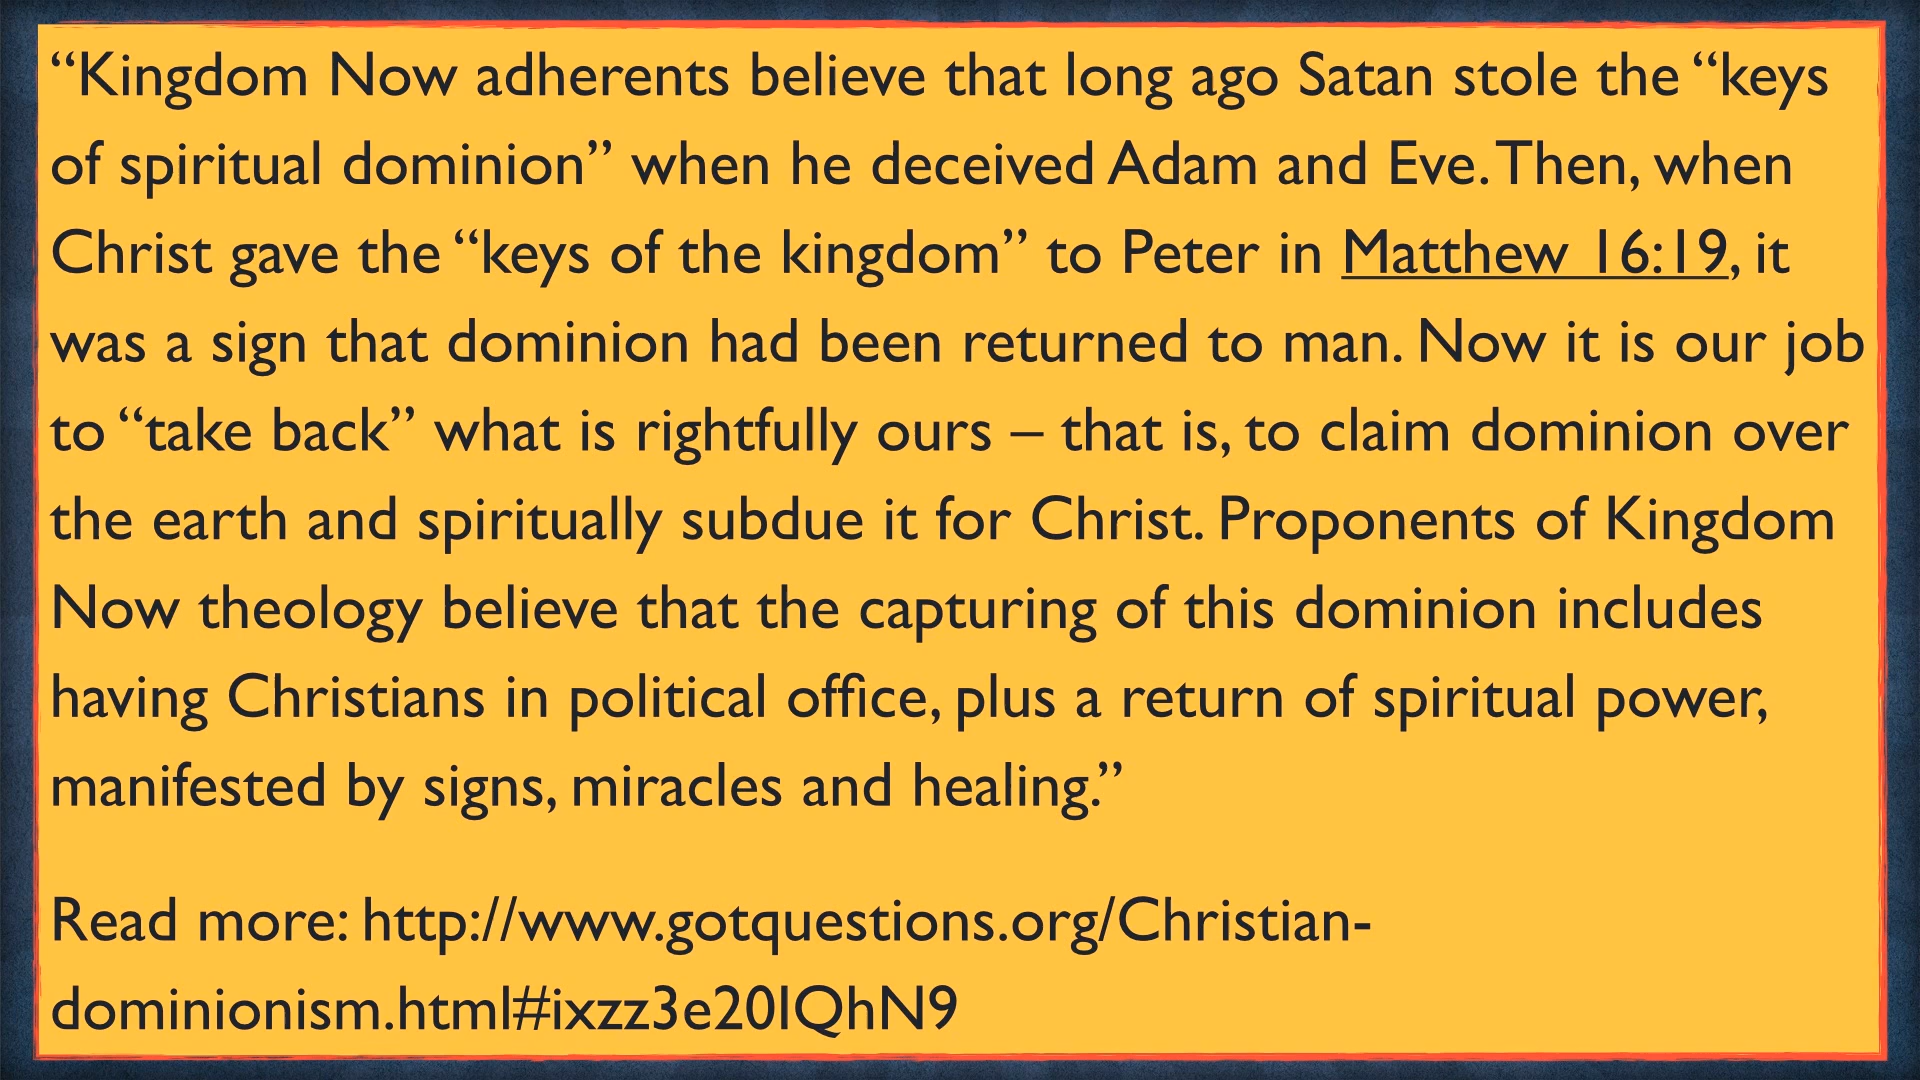 “Kingdom Now adherents believe that long ago Satan stole the “keys
of spiritual dominion” when he deceived Adam and Eve. Then, when
Christ gave the “keys of the kingdom” to Peter in Matthew 16:19, it
was a sign that dominion had been returned to man. Now it is our job
to “take back” what is rightfully ours – that is, to claim dominion over
the earth and spiritually subdue it for Christ. Proponents of Kingdom
Now theology believe that the capturing of this dominion includes
having Christians in political office, plus a return of spiritual power,
manifested by signs, miracles and healing.”
Read more: http://www.gotquestions.org/Christian-
dominionism.html#ixzz3e20lQhN9